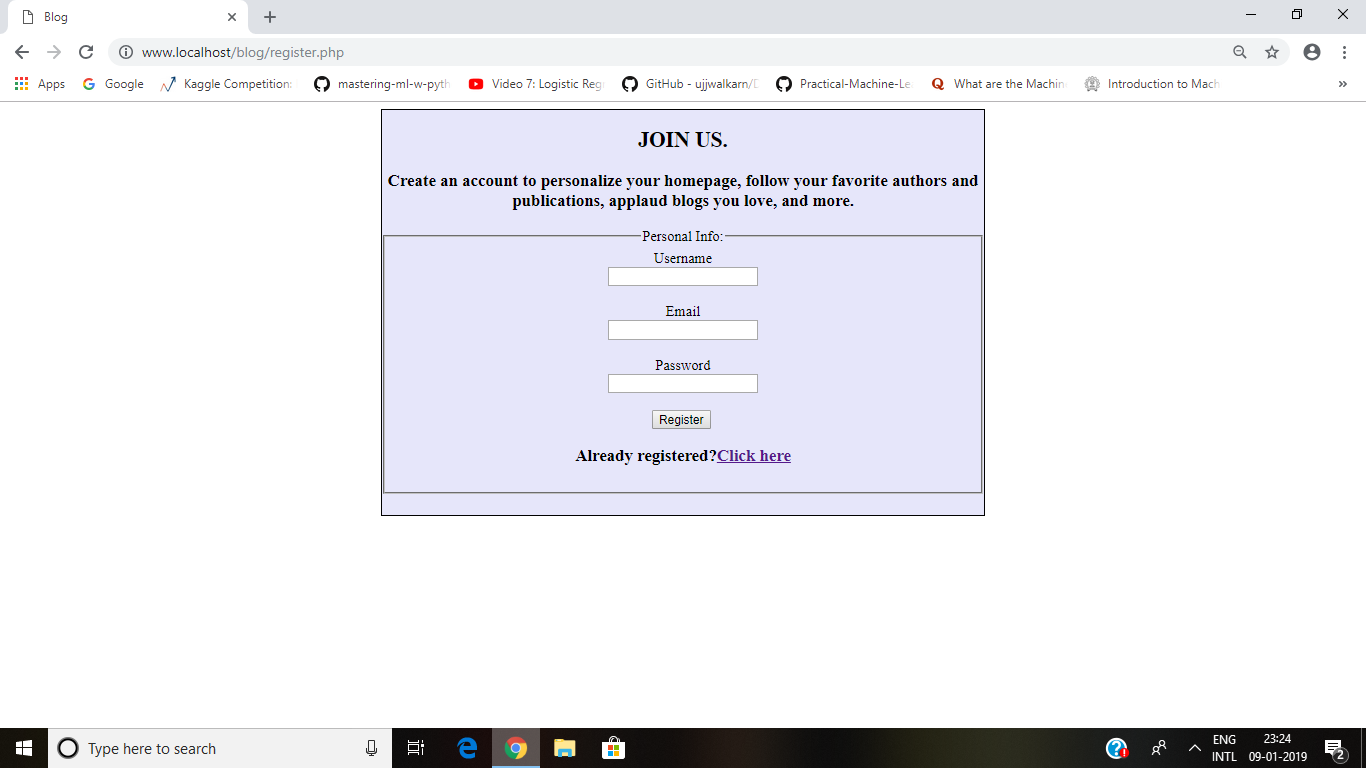 Blog
www.localhost/blog/register.php
Apps
Google
Kaggle Competition
mastering-ml-w-pyth
Video 7: Logistic Reg
GitHub - ujjwalkarn/D
Practical-Machine-Le
What are the Machin
Introduction to Mach
»
JOIN US.
Create an account to personalize your homepage, follow your favorite authors and
publications, applaud blogs you love, and more.
Personal Info:
Username
Email
Password
Register
Already registered?Click here
Type here to search
ENG
INTL
23:24
09-01-2019
2